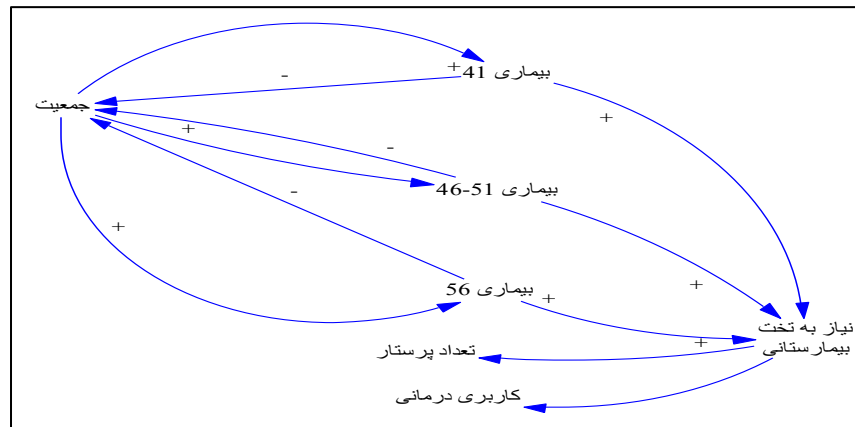 +
-
بیماری 41
جمعیت
+
+
-
بیماری 46-51
-
+
+
بیماری 56
+
نیاز به تخت
بیمارستانی
+
تعداد پرستار
کاربری درمانی